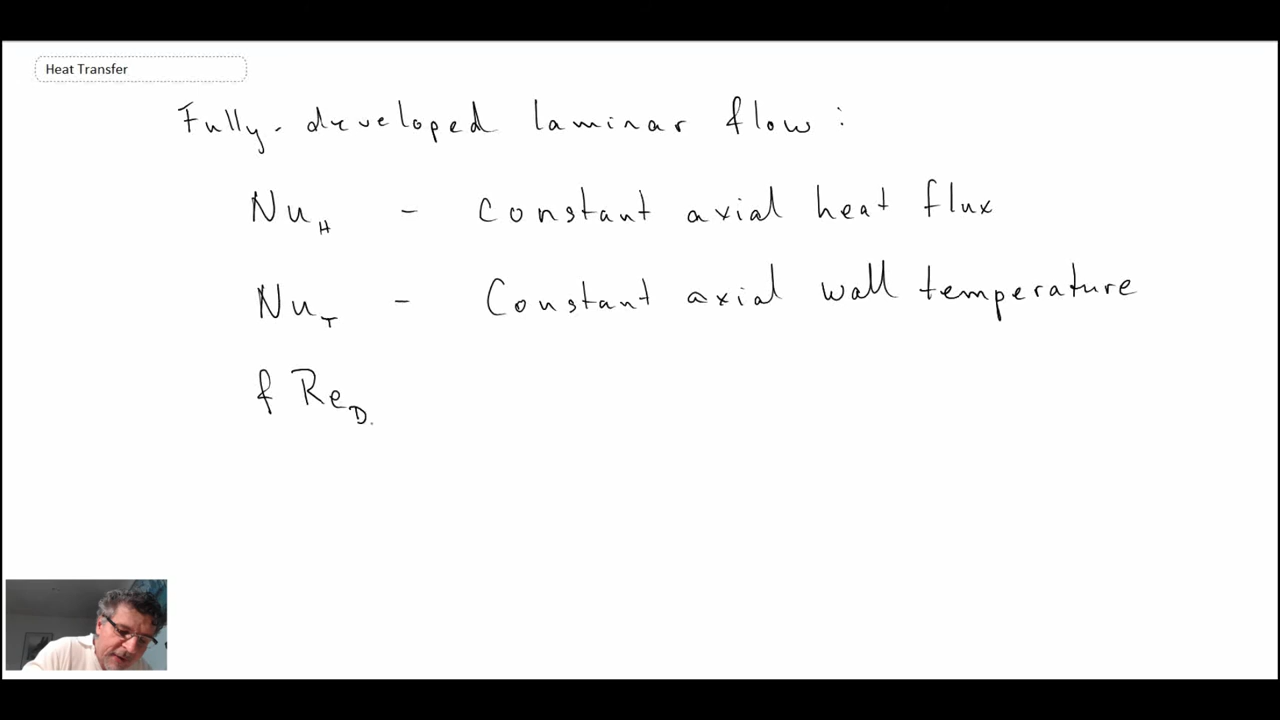 Heat Transfer
Fully-developed laminar flow:
Nu_H - Constant axial heat flux
Nu_T - Constant axial wall temperature
f Re_D